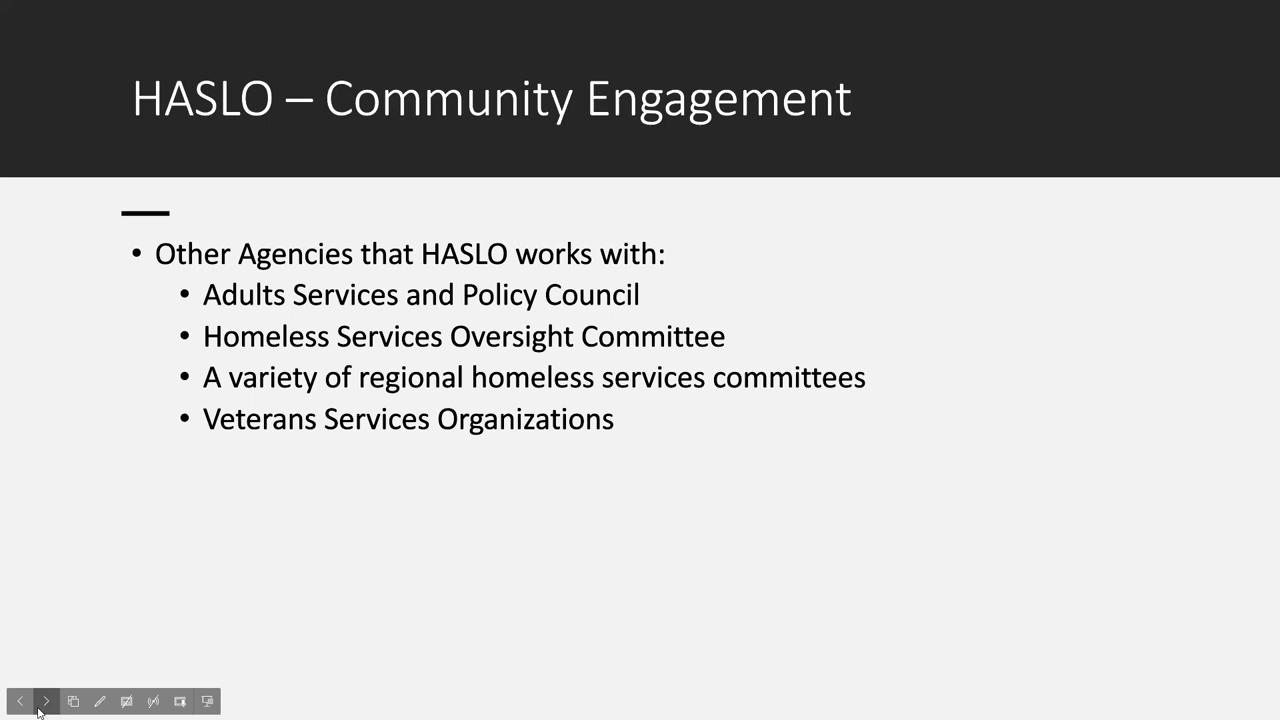 HASLO – Community Engagement
• Other Agencies that HASLO works with:
• Adults Services and Policy Council
• Homeless Services Oversight Committee
• A variety of regional homeless services committees
• Veterans Services Organizations